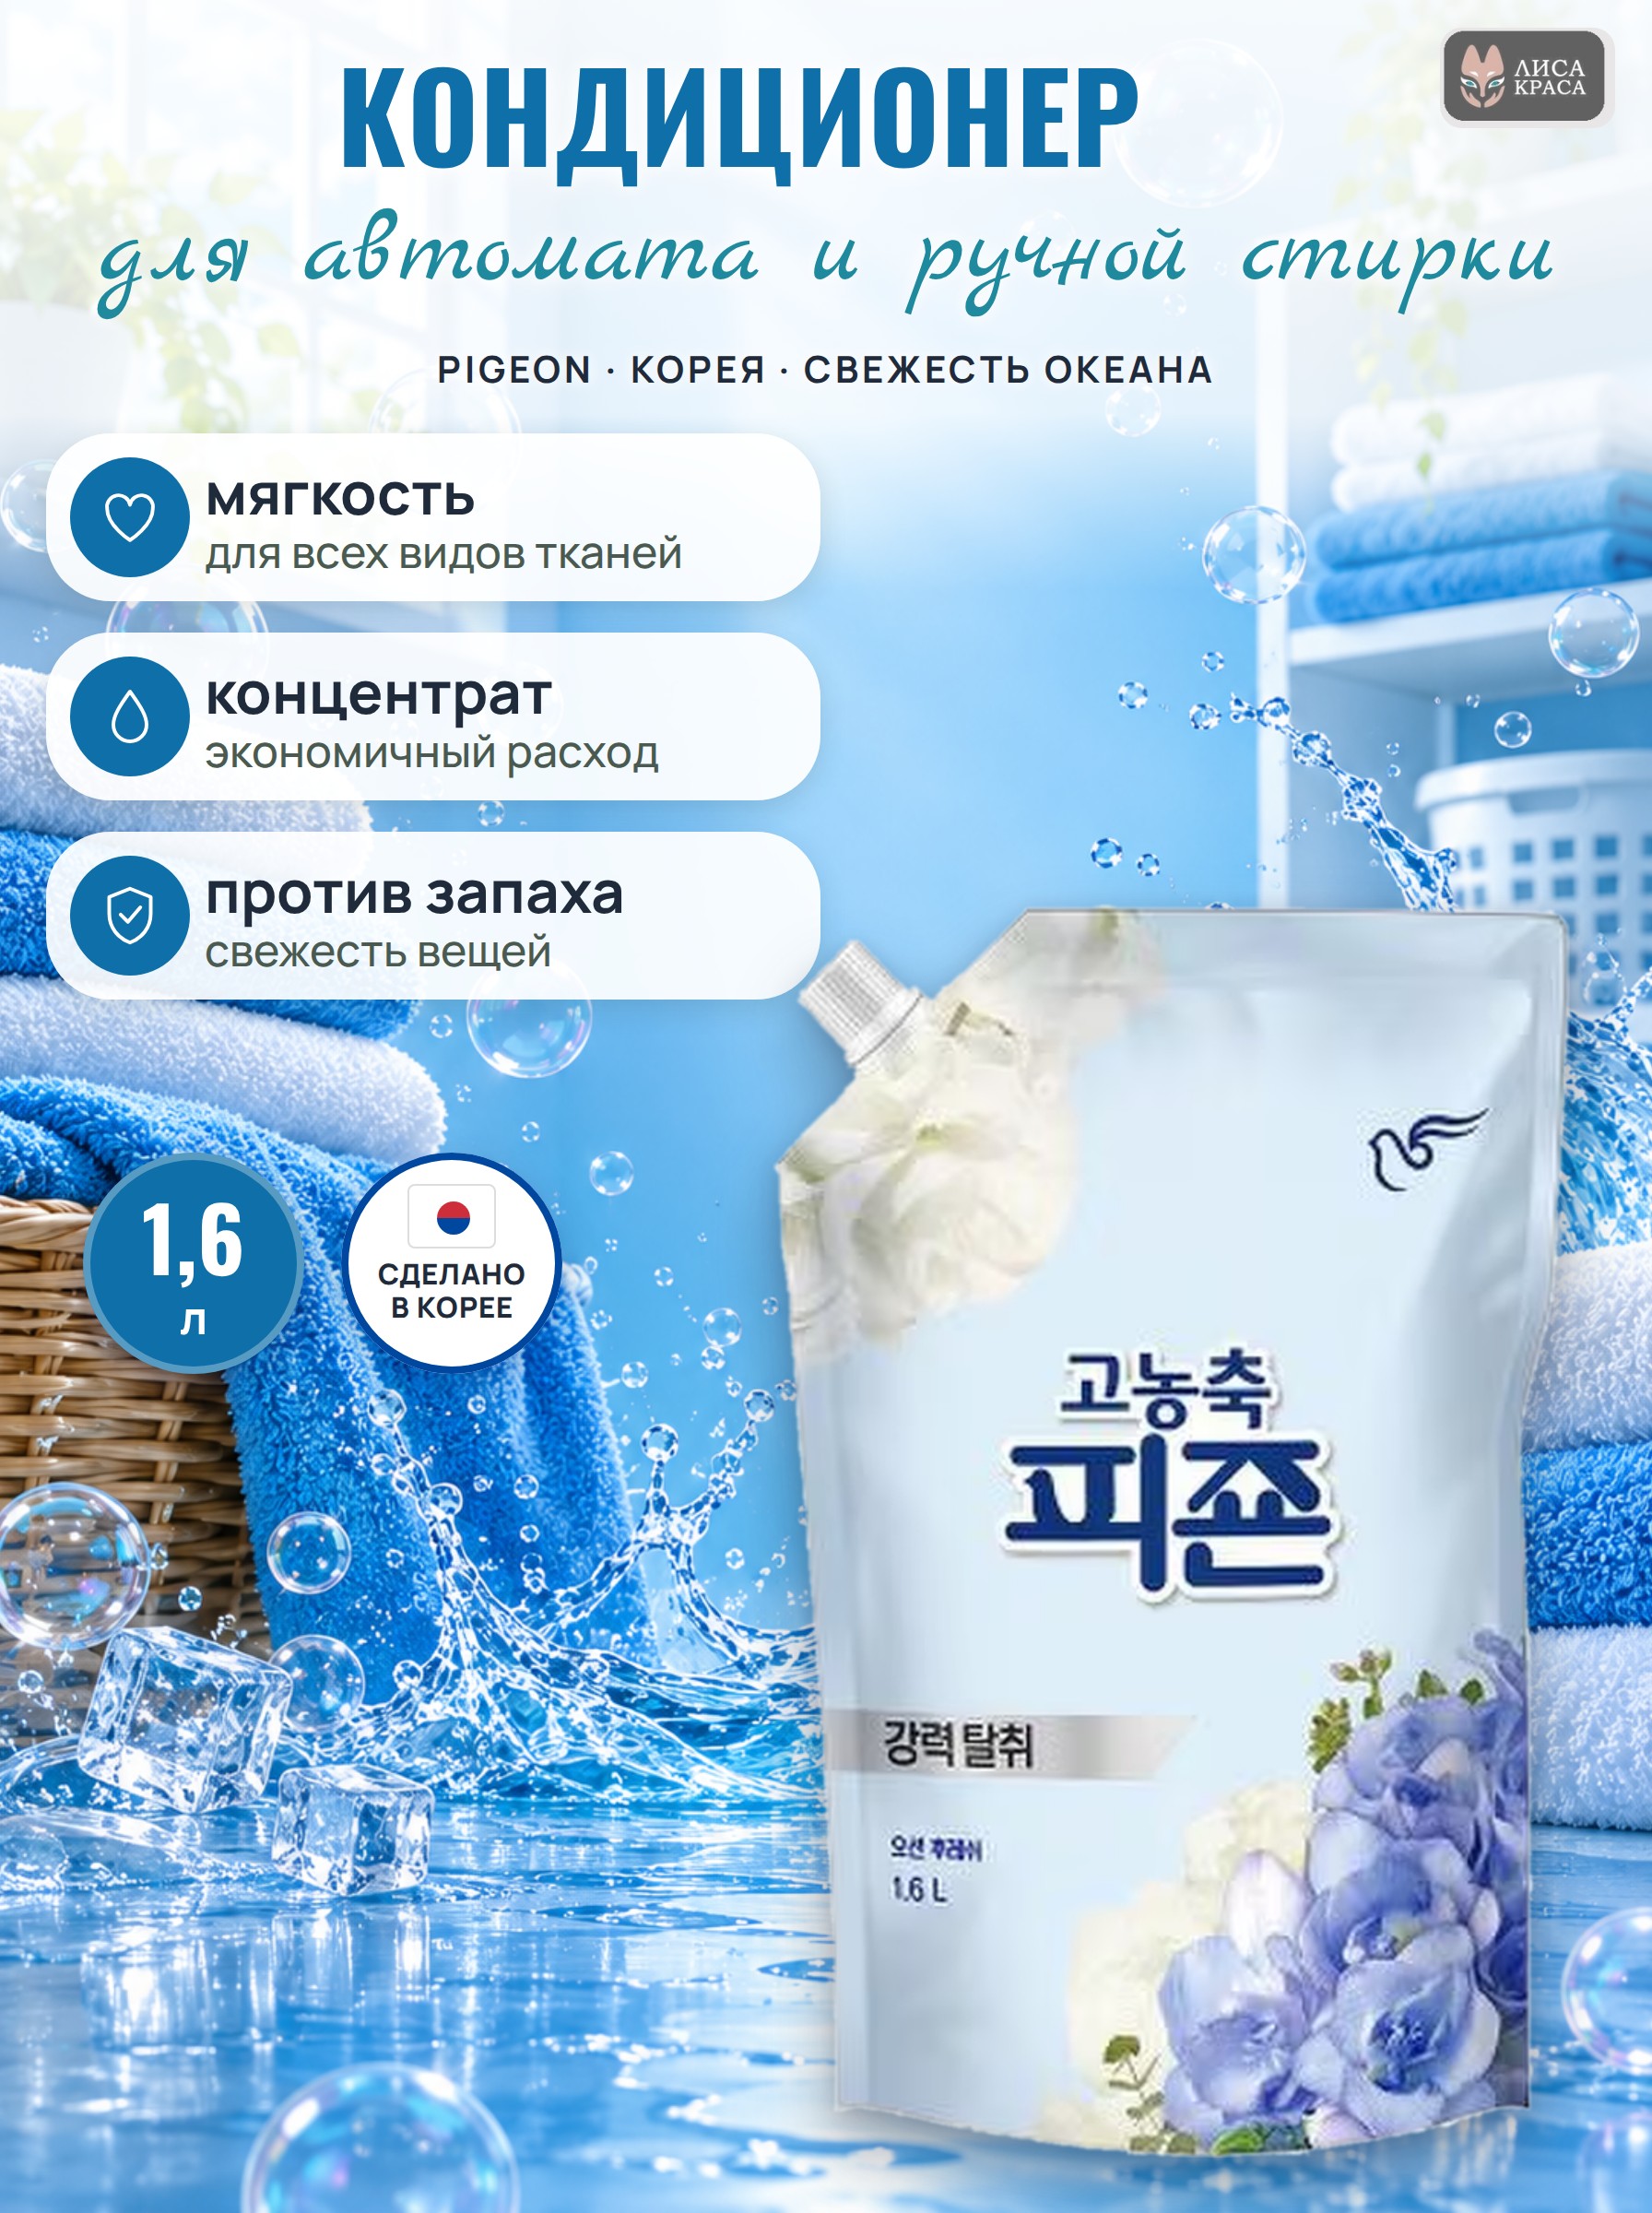 КОНДИЦИОНЕР
ЛИСА
КРАСА
для автомата и ручной стирки
PIGEON · КОРЕЯ · СВЕЖЕСТЬ ОКЕАНА
мягкость
для всех видов тканей
концентрат
экономичный расход
против запаха
свежесть вещей
1,6
л
СДЕЛАНО
В КОРЕЕ
고농축
피죤
강력탈취
오션 후레쉬
1.6 L